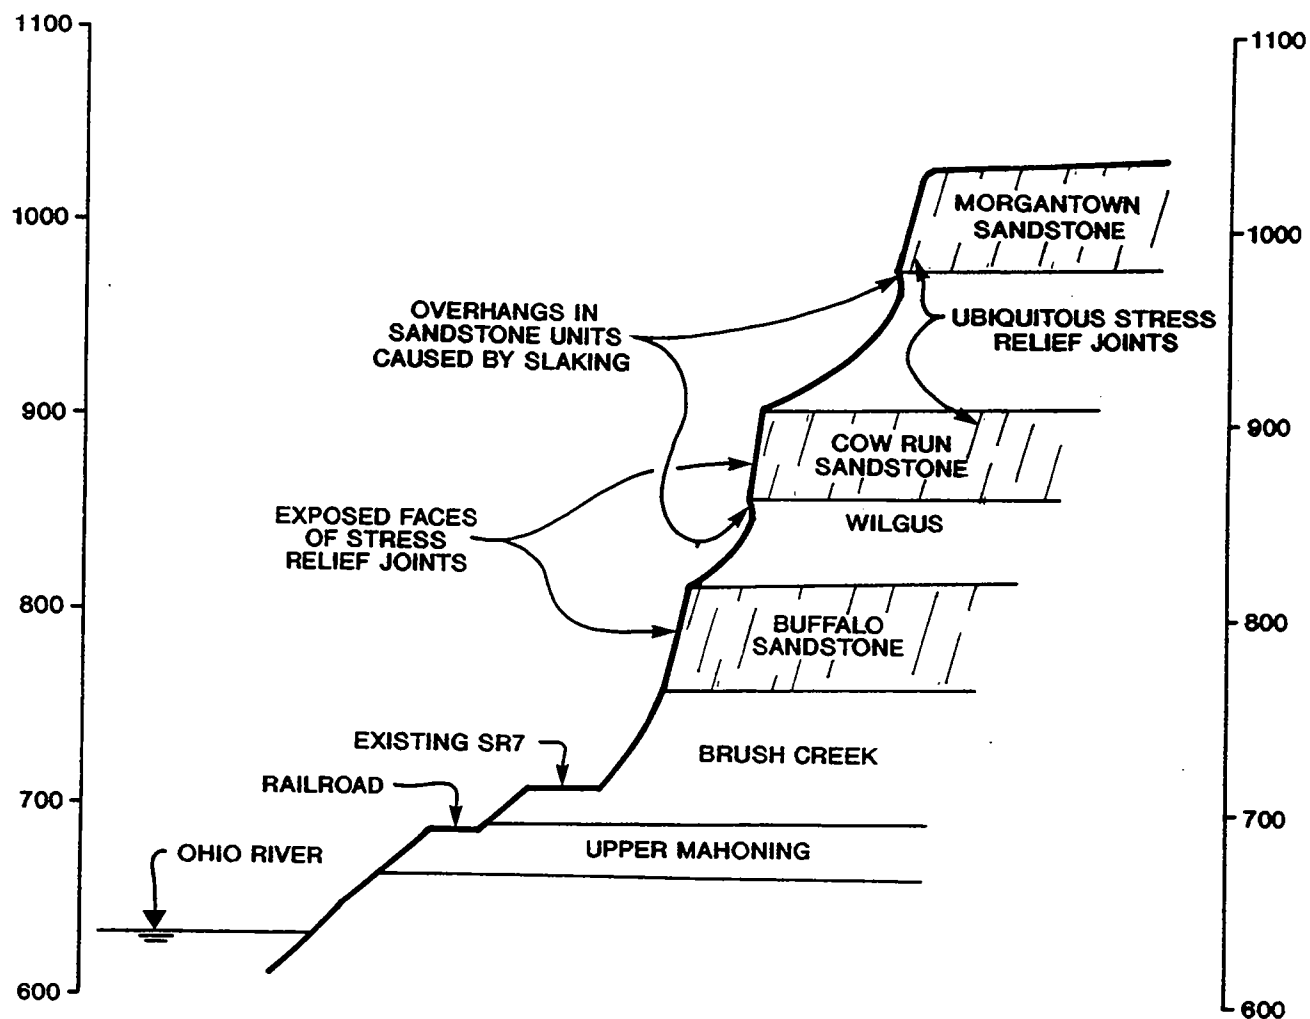 1100
1100
MORGANTOWN
SANDSTONE
1000
1000
OVERHANGS IN
SANDSTONE UNITS
CAUSED BY SLAKING
UBIQUITOUS STRESS
RELIEF JOINTS
900
900
COW RUN
SANDSTONE
EXPOSED FACES
OF STRESS
RELIEF JOINTS
WILGUS
800
800
BUFFALO
SANDSTONE
EXISTING SR7
BRUSH CREEK
RAILROAD
700
700
OHIO RIVER
UPPER MAHONING
600
600